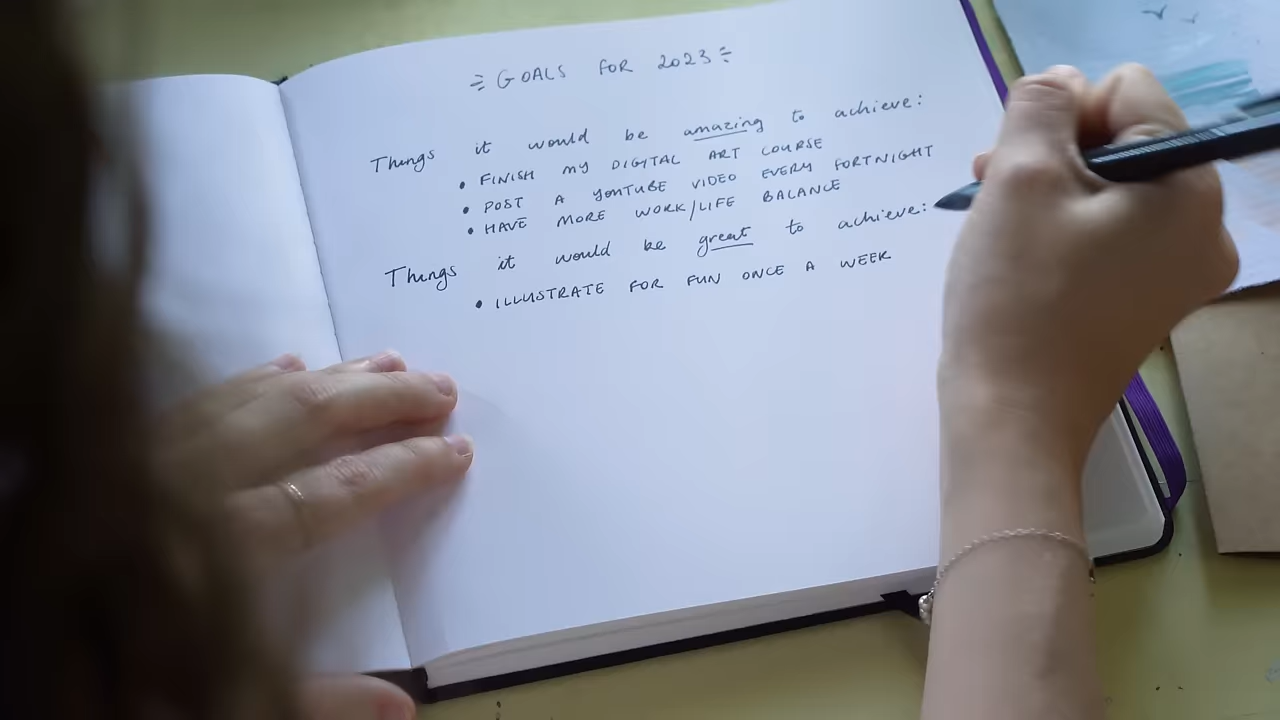 GOALS FOR 2023
Things it would be amazing to achieve:
• FINISH MY DIGITAL ART COURSE
• POST A YOUTUBE VIDEO EVERY FORTNIGHT
• HAVE MORE WORK/LIFE BALANCE
Things it would be great to achieve:
• ILLUSTRATE FOR FUN ONCE A WEEK